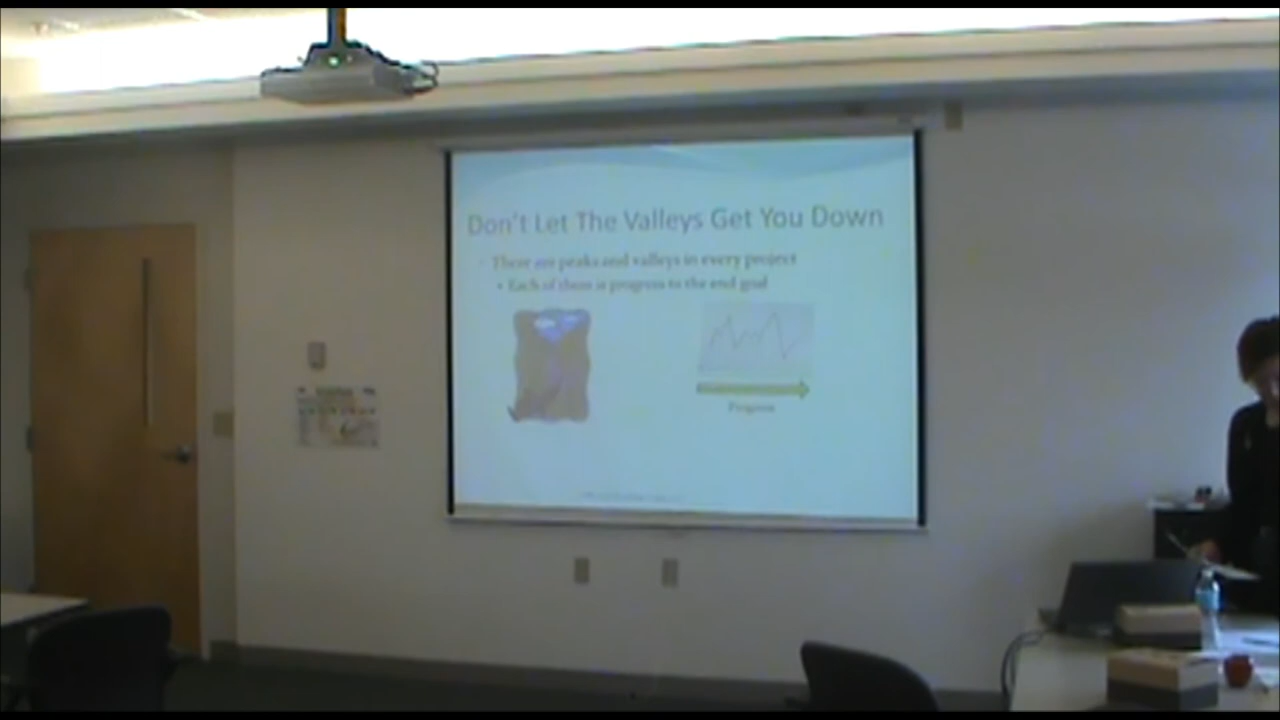 Don't Let The Valleys Get You Down
There are peaks and valleys in every project
• Each of them is progress to the end goal
Progress